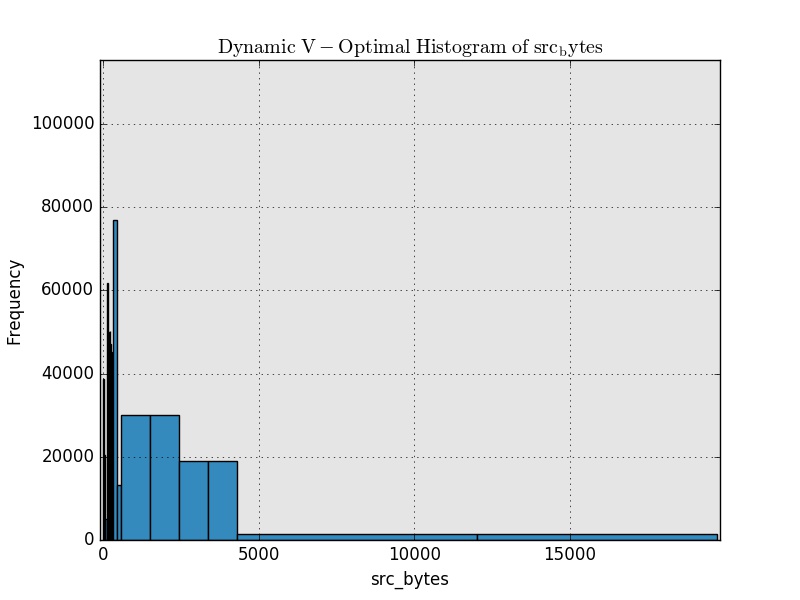 Dynamic V − Optimal Histogram of src_bytes
100000
80000
60000
40000
20000
0
Frequency
0 5000 10000 15000
src_bytes